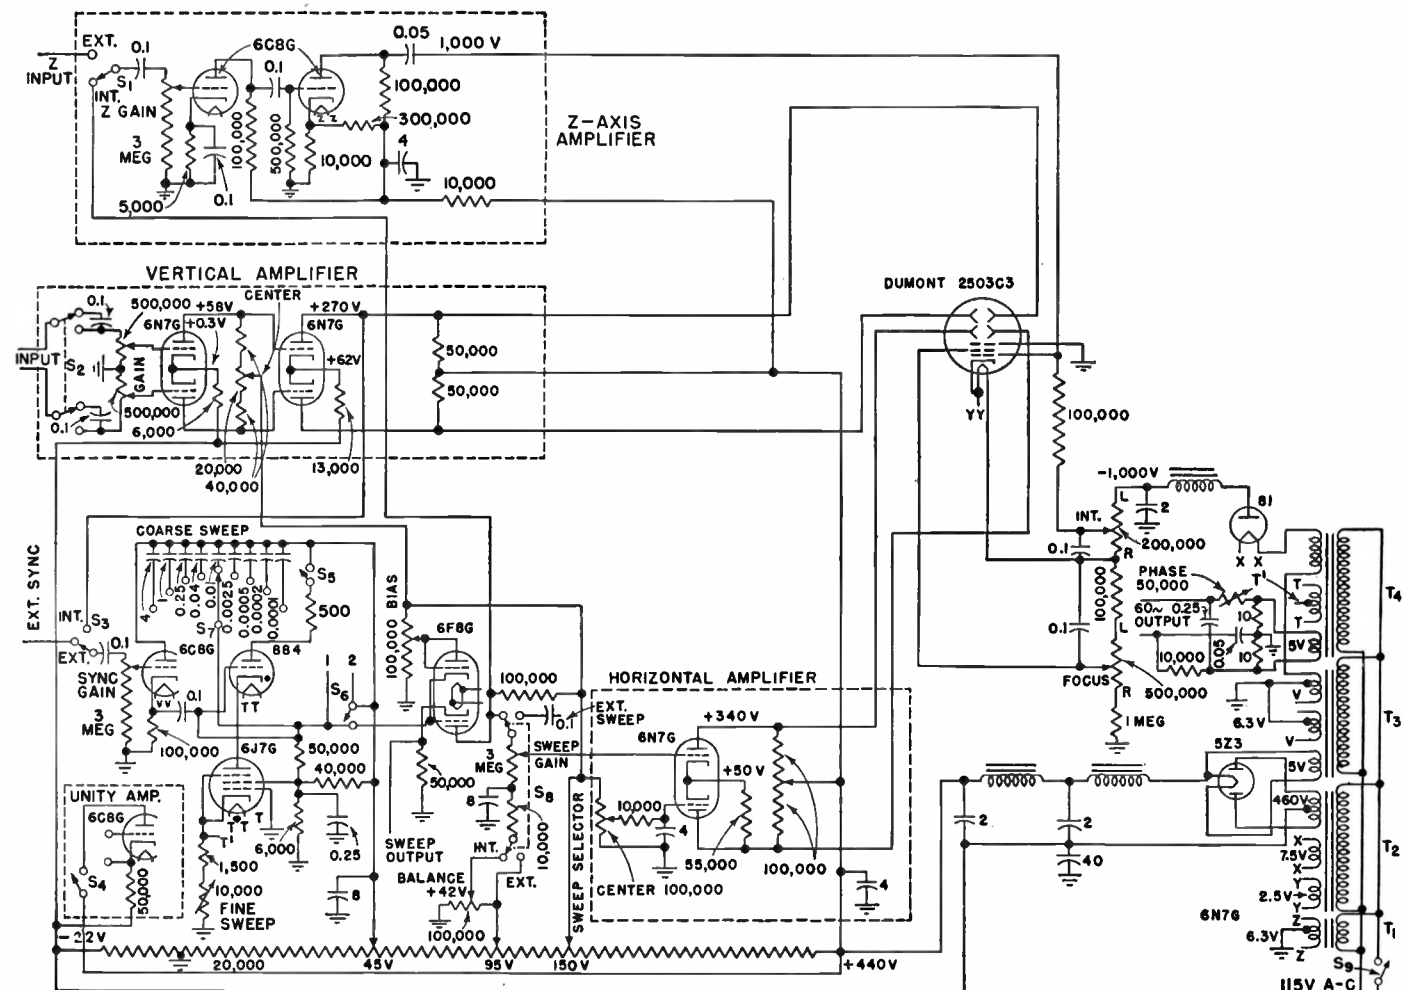 EXT.
Z
INPUT
0.1
S1
INT.
Z GAIN
3
MEG
5,000
0.1
6C8G
100,000
0.1
500,000
Z Z
10,000
0.05
1,000 V
100,000
300,000
4
10,000
Z-AXIS
AMPLIFIER
VERTICAL AMPLIFIER
0.1
500,000
6N7G
+58V
+0.3V
CENTER
+270 V
6N7G
+62V
INPUT
S2
GAIN
50,000
50,000
0.1
500,000
6,000
20,000
40,000
13,000
DUMONT 2503C3
YY
100,000
-1,000V
L
2
81
X X
INT.
0.1
R
200,000
100,000
0.1
L
FOCUS
R
500,000
1 MEG
PHASE
50,000
T'
60~ 0.25
OUTPUT
10
0.05
10,000
10
T
T
5V
T4
V
6.3V
V
T3
5Z3
5V
460V
X
7.5V
X
T2
Y
2.5V
Y
6N7G
Z
6.3V
Z
T1
S9
115V A-C
2
2
40
EXT. SYNC
COARSE SWEEP
4
1
0.25
0.04
0.01
0.0025
0.0005
0.0002
0.0001
S5
500
INT.
S3
EXT.
0.1
SYNC
GAIN
3
MEG
6C8G
VV
0.1
100,000
S7
884
TT
6J7G
T T
T
T'
1,500
10,000
FINE
SWEEP
50,000
40,000
6,000
0.25
8
1 2
S6
100,000 BIAS
6F8G
50,000
SWEEP
OUTPUT
100,000
0.1
EXT.
SWEEP
3
MEG
SWEEP
GAIN
8
S8
10,000
INT.
EXT.
BALANCE
+42V
100,000
SWEEP SELECTOR
HORIZONTAL AMPLIFIER
+340V
6N7G
+50V
10,000
4
CENTER 100,000
55,000
100,000
4
UNITY AMP.
6C8G
S4
50,000
-22V
20,000
45V
95V
150V
+440V